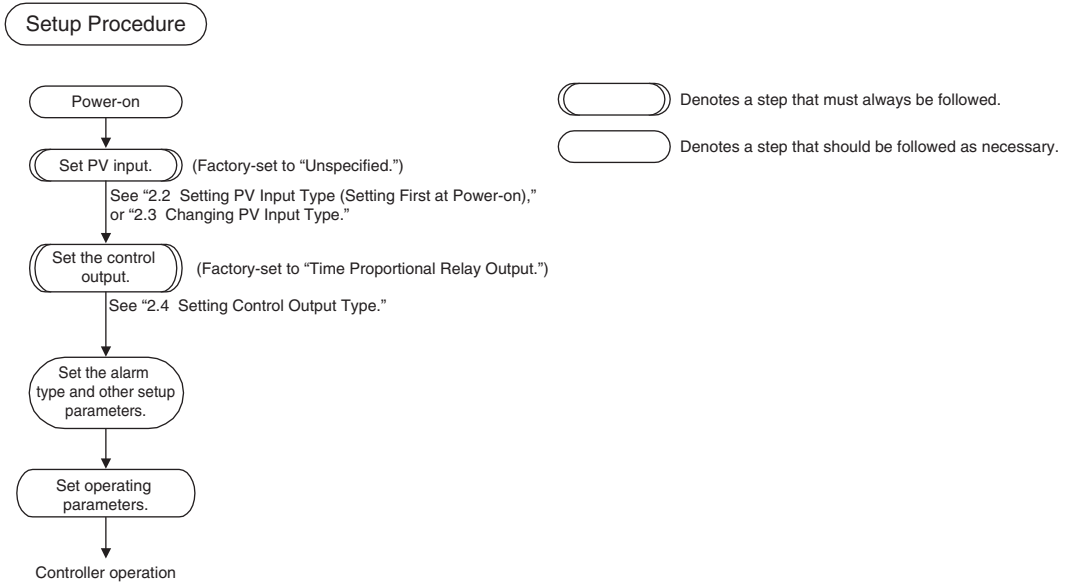 Setup Procedure
Power-on
Denotes a step that must always be followed.
Set PV input.
(Factory-set to “Unspecified.”)
Denotes a step that should be followed as necessary.
See “2.2 Setting PV Input Type (Setting First at Power-on),”
or “2.3 Changing PV Input Type.”
Set the control
output.
(Factory-set to “Time Proportional Relay Output.”)
See “2.4 Setting Control Output Type.”
Set the alarm
type and other setup
parameters.
Set operating
parameters.
Controller operation